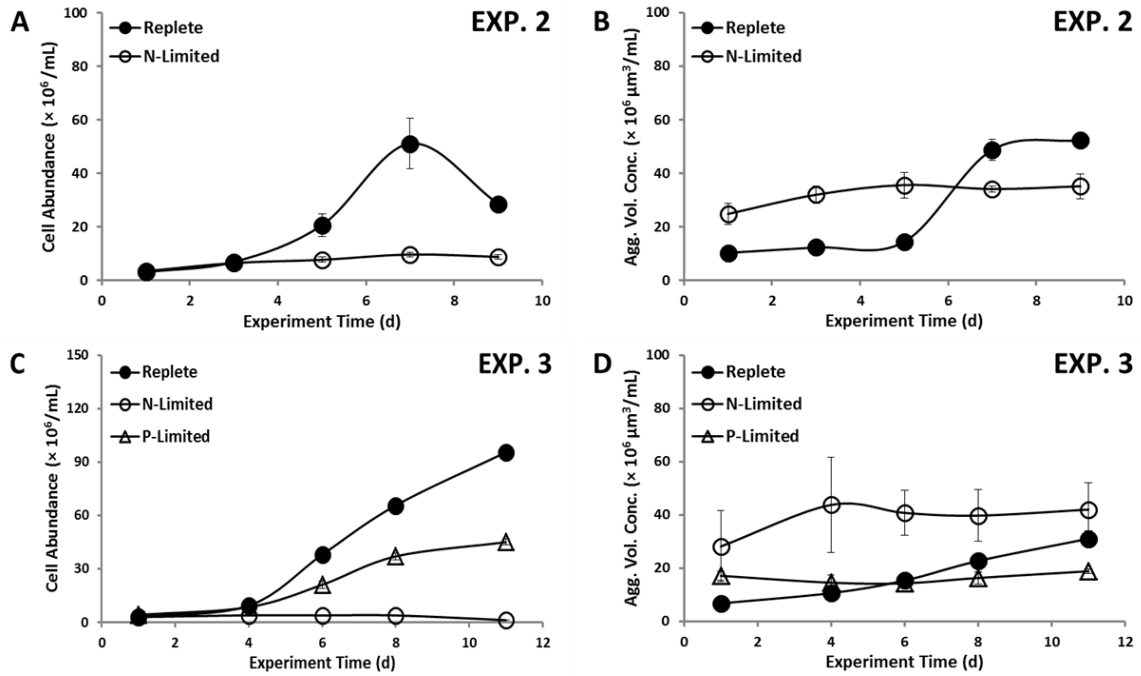 A
EXP. 2
Replete
N-Limited
Cell Abundance (× 10⁶/mL)
100
80
60
40
20
0
0 2 4 6 8 10
Experiment Time (d)
B
EXP. 2
Replete
N-Limited
Agg. Vol. Conc. (× 10⁶ µm³/mL)
100
80
60
40
20
0
0 2 4 6 8 10
Experiment Time (d)
C
EXP. 3
Replete
N-Limited
P-Limited
Cell Abundance (× 10⁶/mL)
150
120
90
60
30
0
0 2 4 6 8 10 12
Experiment Time (d)
D
EXP. 3
Replete
N-Limited
P-Limited
Agg. Vol. Conc. (× 10⁶ µm³/mL)
100
80
60
40
20
0
0 2 4 6 8 10 12
Experiment Time (d)